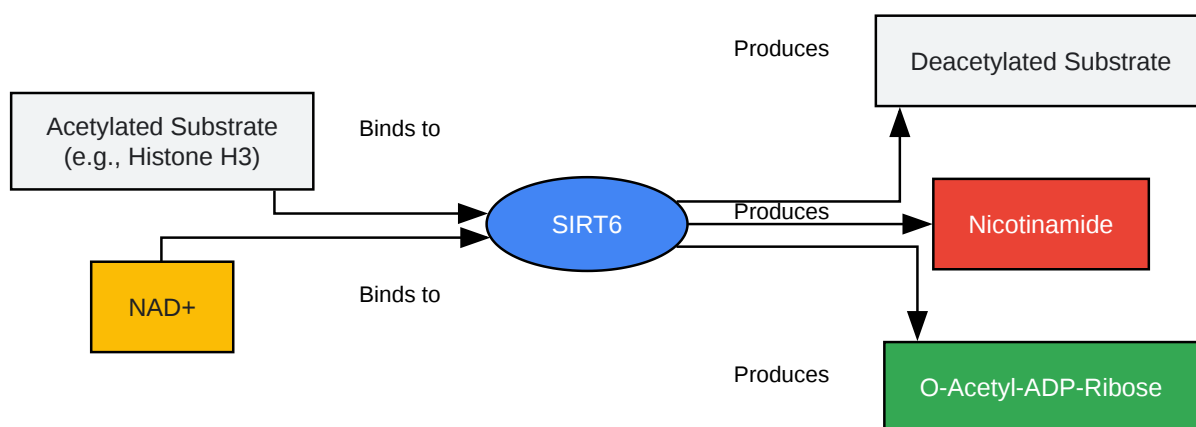 Produces
Deacetylated Substrate
Acetylated Substrate
(e.g., Histone H3)
Binds to
SIRT6
Produces
Nicotinamide
NAD+
Binds to
Produces
O-Acetyl-ADP-Ribose